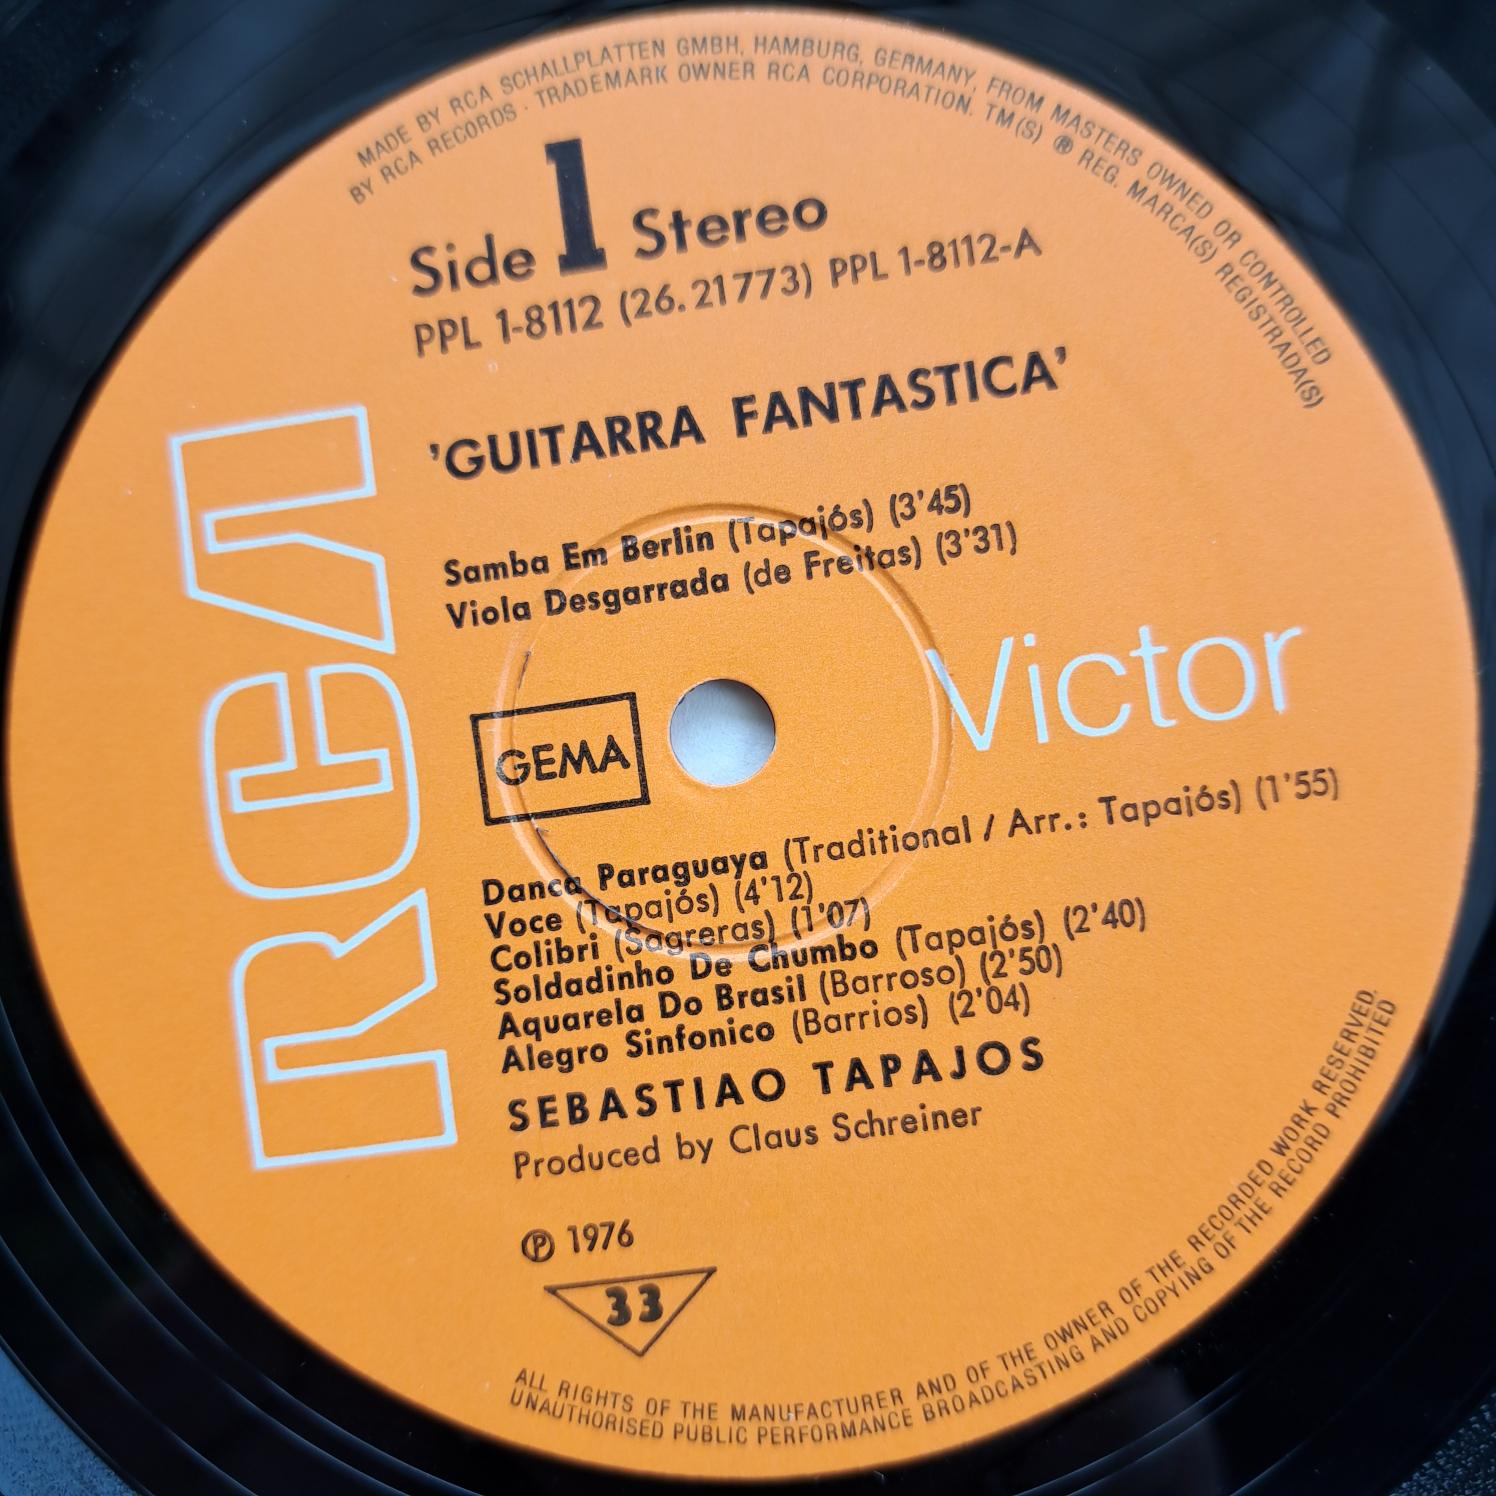 MADE BY RCA SCHALLPLATTEN GMBH, HAMBURG, GERMANY, FROM MASTERS OWNED OR CONTROLLED
BY RCA RECORDS · TRADEMARK OWNER RCA CORPORATION. TM(S) ® REG. MARCA(S) REGISTRADA(S)
Side 1 Stereo
PPL 1-8112 (26.21773) PPL 1-8112-A
'GUITARRA FANTASTICA'
Samba Em Berlin (Tapajós) (3'45)
Viola Desgarrada (de Freitas) (3'31)
RCA
Victor
GEMA
Danca Paraguaya (Traditional / Arr.: Tapajós) (1'55)
Voce (Tapajós) (4'12)
Colibri (Sagreras) (1'07)
Soldadinho De Chumbo (Tapajós) (2'40)
Aquarela Do Brasil (Barroso) (2'50)
Alegro Sinfonico (Barrios) (2'04)
SEBASTIAO TAPAJOS
Produced by Claus Schreiner
℗ 1976
33
ALL RIGHTS OF THE MANUFACTURER AND OF THE OWNER OF THE RECORDED WORK RESERVED.
UNAUTHORISED PUBLIC PERFORMANCE BROADCASTING AND COPYING OF THE RECORD PROHIBITED